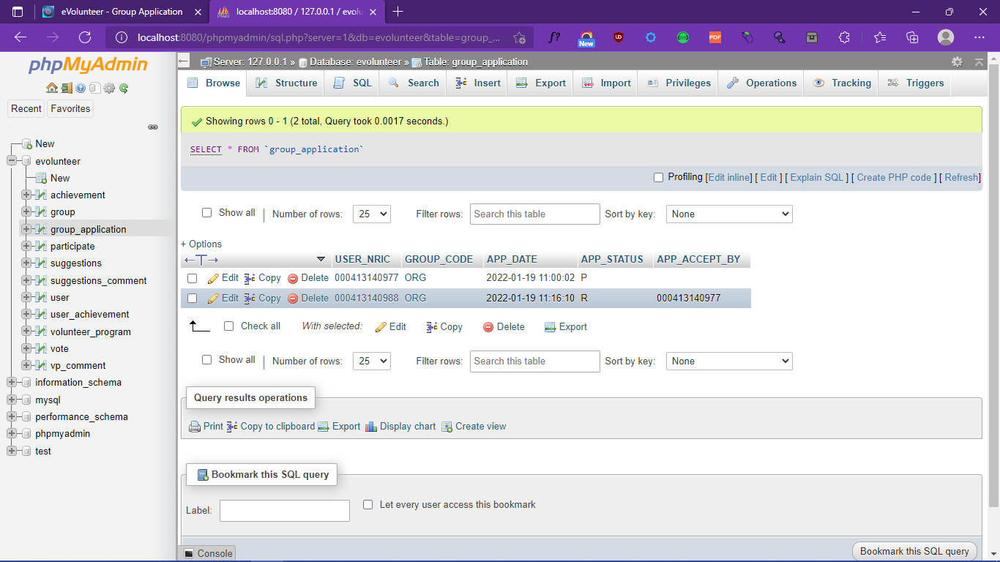 eVolunteer - Group Application
localhost:8080 / 127.0.0.1 / evolu
localhost:8080/phpmyadmin/sql.php?server=1&db=evolunteer&table=group_...
f?
New
UD
PDF
phpMyAdmin
Recent
Favorites
New
evolunteer
New
achievement
group
group_application
participate
suggestions
suggestions_comment
user
user_achievement
volunteer_program
vote
vp_comment
information_schema
mysql
performance_schema
phpmyadmin
test
Server: 127.0.0.1 » Database: evolunteer » Table: group_application
Browse Structure SQL Search Insert Export Import Privileges Operations Tracking Triggers
Showing rows 0 - 1 (2 total, Query took 0.0017 seconds.)
SELECT * FROM `group_application`
Profiling [Edit inline] [ Edit ] [ Explain SQL ] [ Create PHP code ] [ Refresh]
Show all | Number of rows: 25 Filter rows: Search this table Sort by key: None
+ Options
←T→ USER_NRIC GROUP_CODE APP_DATE APP_STATUS APP_ACCEPT_BY
Edit Copy Delete 000413140977 ORG 2022-01-19 11:00:02 P
Edit Copy Delete 000413140988 ORG 2022-01-19 11:16:10 R 000413140977
Check all With selected: Edit Copy Delete Export
Show all | Number of rows: 25 Filter rows: Search this table Sort by key: None
Query results operations
Print Copy to clipboard Export Display chart Create view
Bookmark this SQL query
Label: Let every user access this bookmark
Console
Bookmark this SQL query